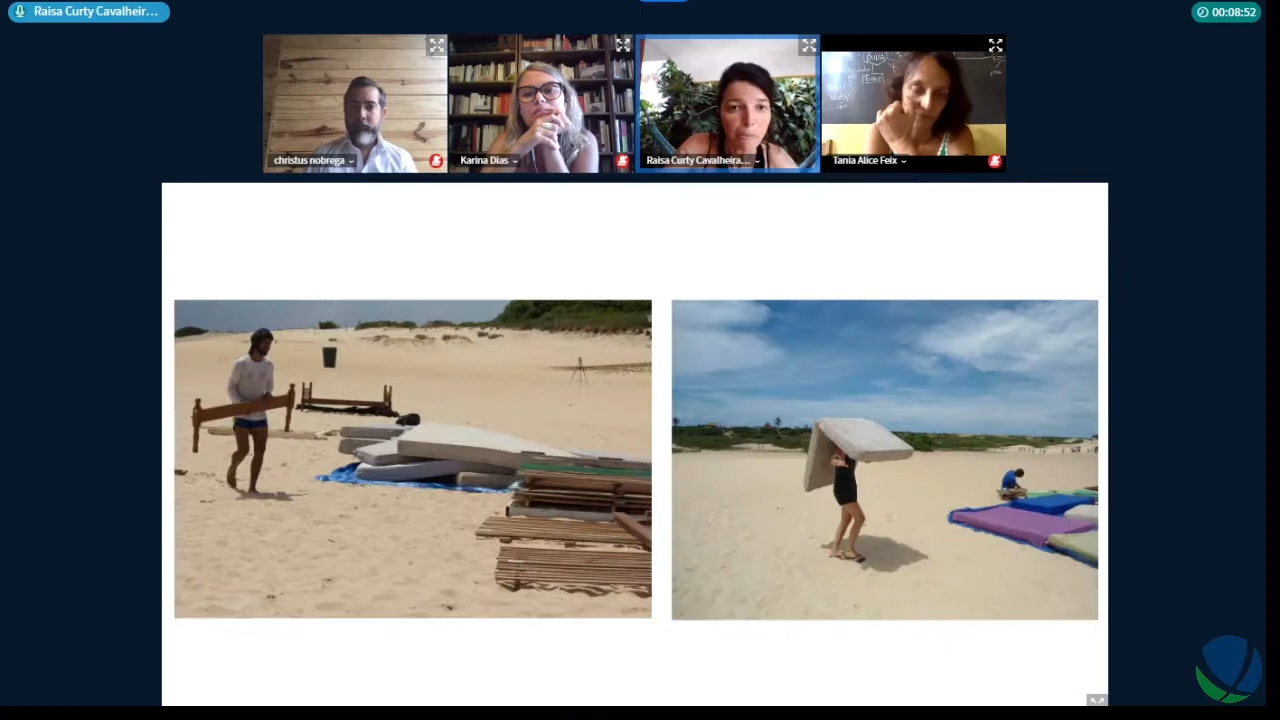 Raisa Curty Cavalheir...
00:08:52
christus nobrega
Karina Dias
Raisa Curty Cavalheira...
Tania Alice Feix